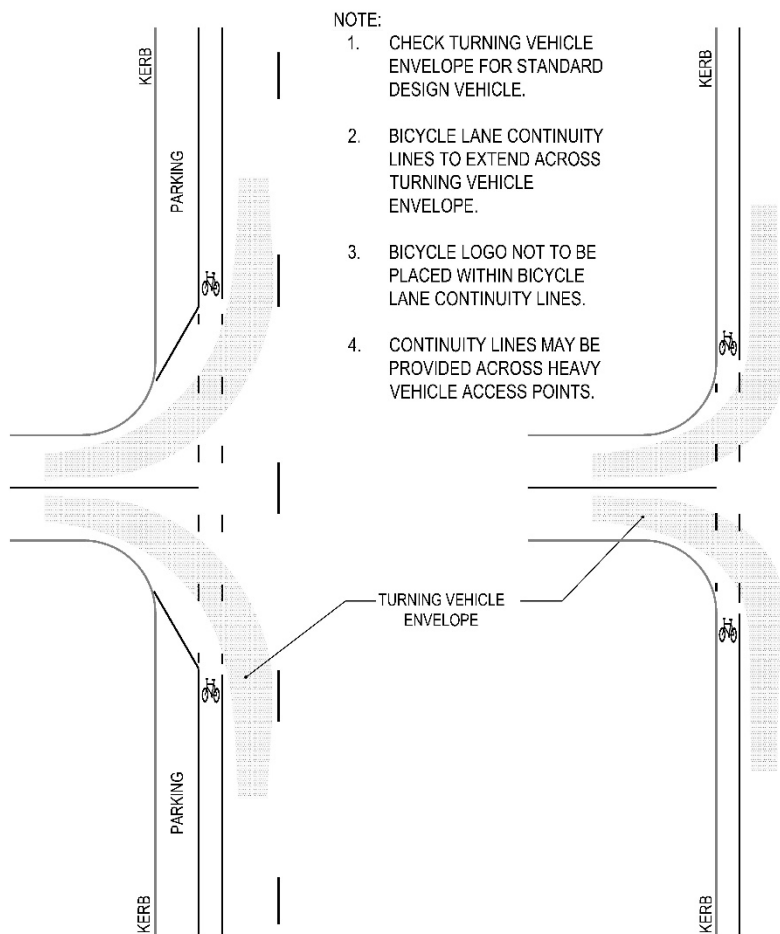 NOTE:
1. CHECK TURNING VEHICLE
ENVELOPE FOR STANDARD
DESIGN VEHICLE.
2. BICYCLE LANE CONTINUITY
LINES TO EXTEND ACROSS
TURNING VEHICLE
ENVELOPE.
3. BICYCLE LOGO NOT TO BE
PLACED WITHIN BICYCLE
LANE CONTINUITY LINES.
4. CONTINUITY LINES MAY BE
PROVIDED ACROSS HEAVY
VEHICLE ACCESS POINTS.
KERB
PARKING
KERB
TURNING VEHICLE
ENVELOPE
PARKING
KERB
KERB